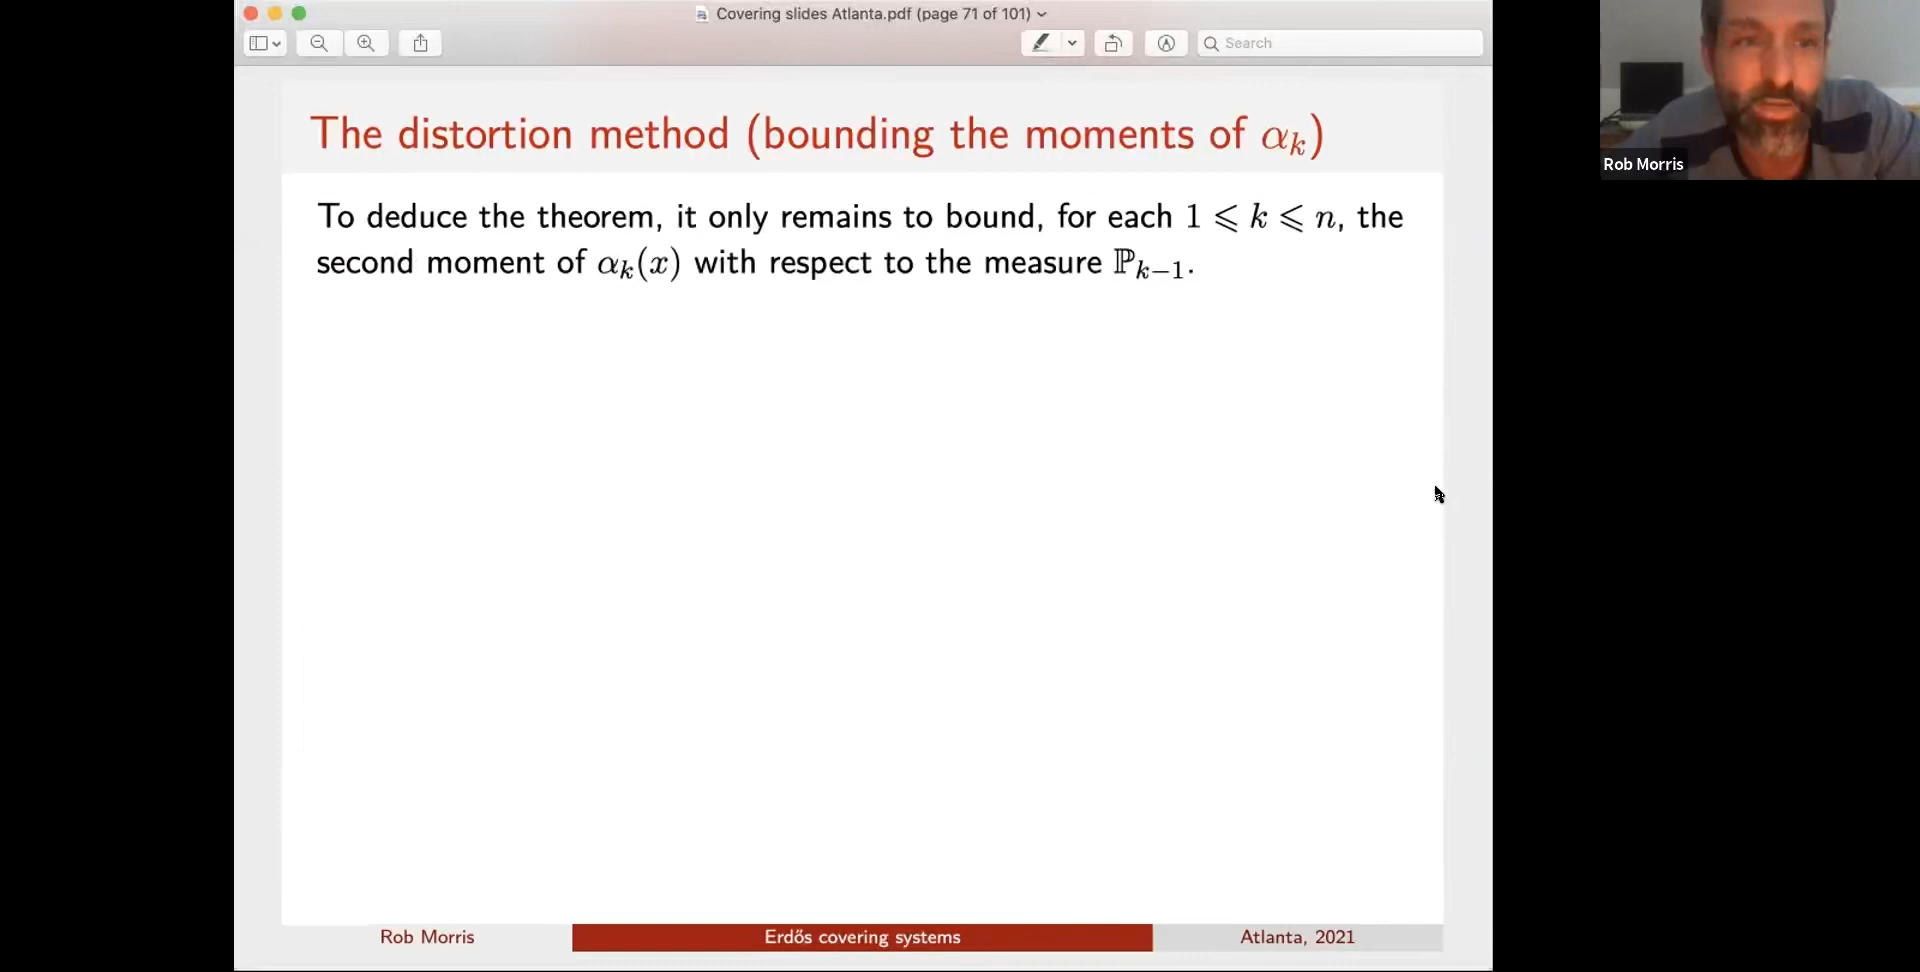 Covering slides Atlanta.pdf (page 71 of 101)
Search
The distortion method (bounding the moments of αₖ)
To deduce the theorem, it only remains to bound, for each 1 ⩽ k ⩽ n, the
second moment of αₖ(x) with respect to the measure ℙₖ₋₁.
Rob Morris
Rob Morris
Erdős covering systems
Atlanta, 2021